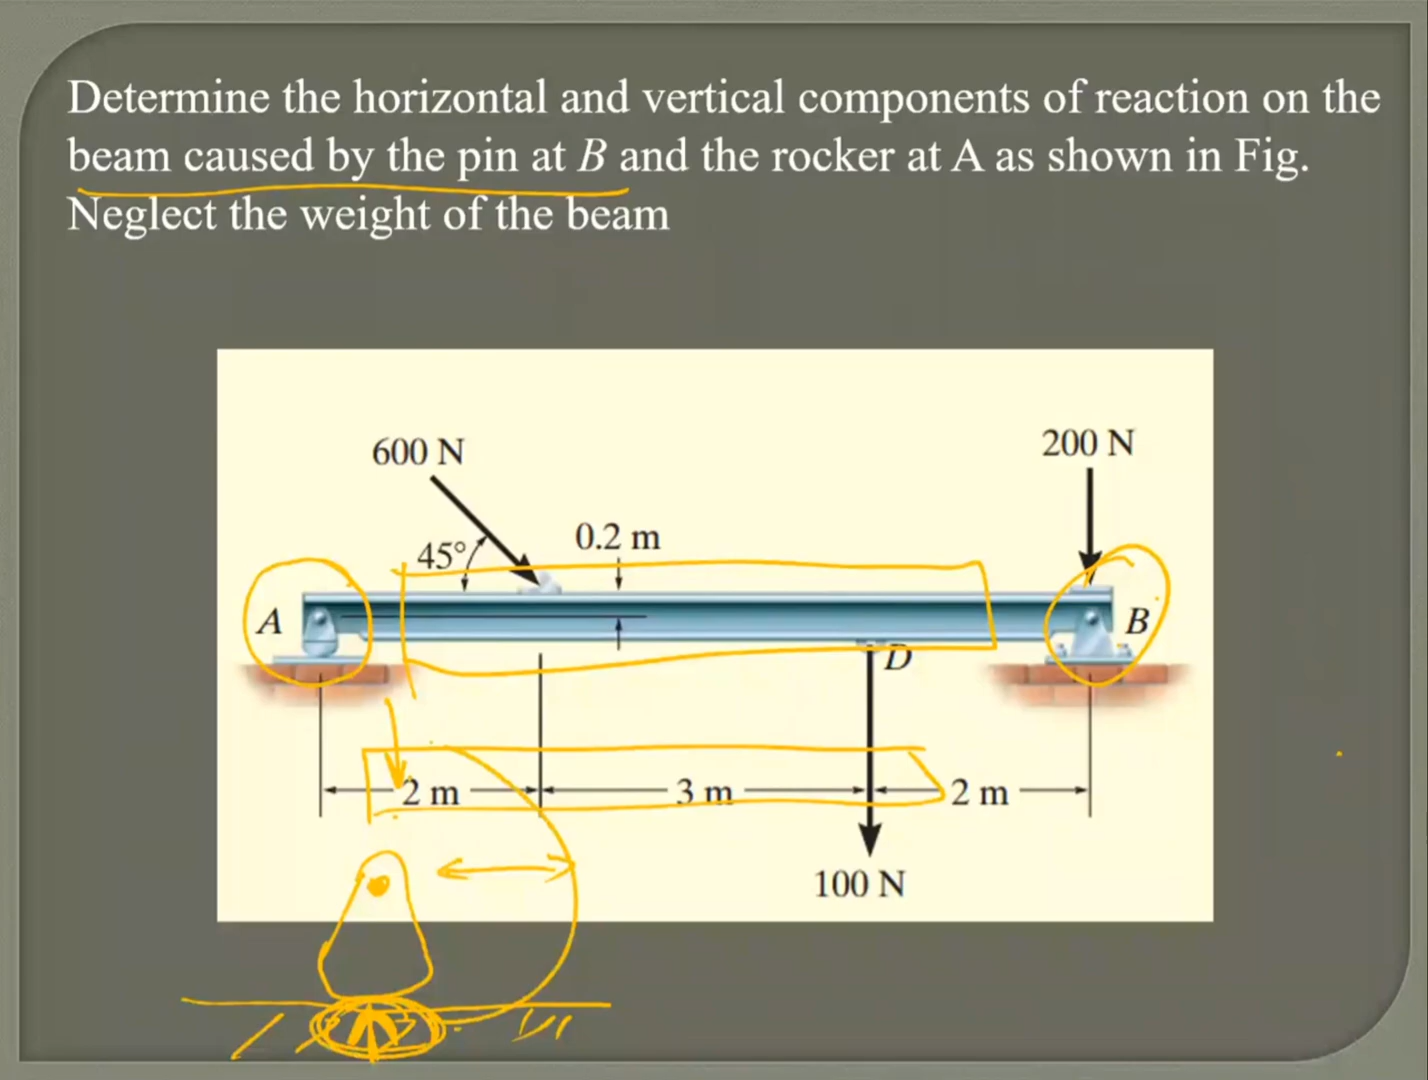 Determine the horizontal and vertical components of reaction on the
beam caused by the pin at B and the rocker at A as shown in Fig.
Neglect the weight of the beam
600 N
200 N
45°
0.2 m
A
B
D
2 m
3 m
2 m
100 N